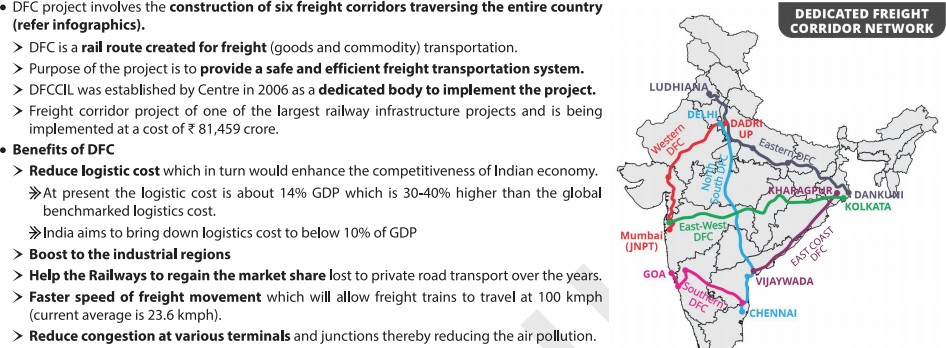 • DFC project involves the construction of six freight corridors traversing the entire country
(refer infographics).
➤ DFC is a rail route created for freight (goods and commodity) transportation.
➤ Purpose of the project is to provide a safe and efficient freight transportation system.
➤ DFCCIL was established by Centre in 2006 as a dedicated body to implement the project.
➤ Freight corridor project of one of the largest railway infrastructure projects and is being
implemented at a cost of ₹ 81,459 crore.
• Benefits of DFC
➤ Reduce logistic cost which in turn would enhance the competitiveness of Indian economy.
⪢ At present the logistic cost is about 14% GDP which is 30-40% higher than the global
benchmarked logistics cost.
⪢ India aims to bring down logistics cost to below 10% of GDP
➤ Boost to the industrial regions
➤ Help the Railways to regain the market share lost to private road transport over the years.
➤ Faster speed of freight movement which will allow freight trains to travel at 100 kmph
(current average is 23.6 kmph).
➤ Reduce congestion at various terminals and junctions thereby reducing the air pollution.
DEDICATED FREIGHT
CORRIDOR NETWORK
LUDHIANA
DELHI
DADRI
UP
Western
DFC
Eastern DFC
North
South DFC
KHARAGPUR
DANKUNI
KOLKATA
East-West
DFC
Mumbai
(JNPT)
EAST COAST
DFC
GOA
Southern
DFC
VIJAYWADA
CHENNAI